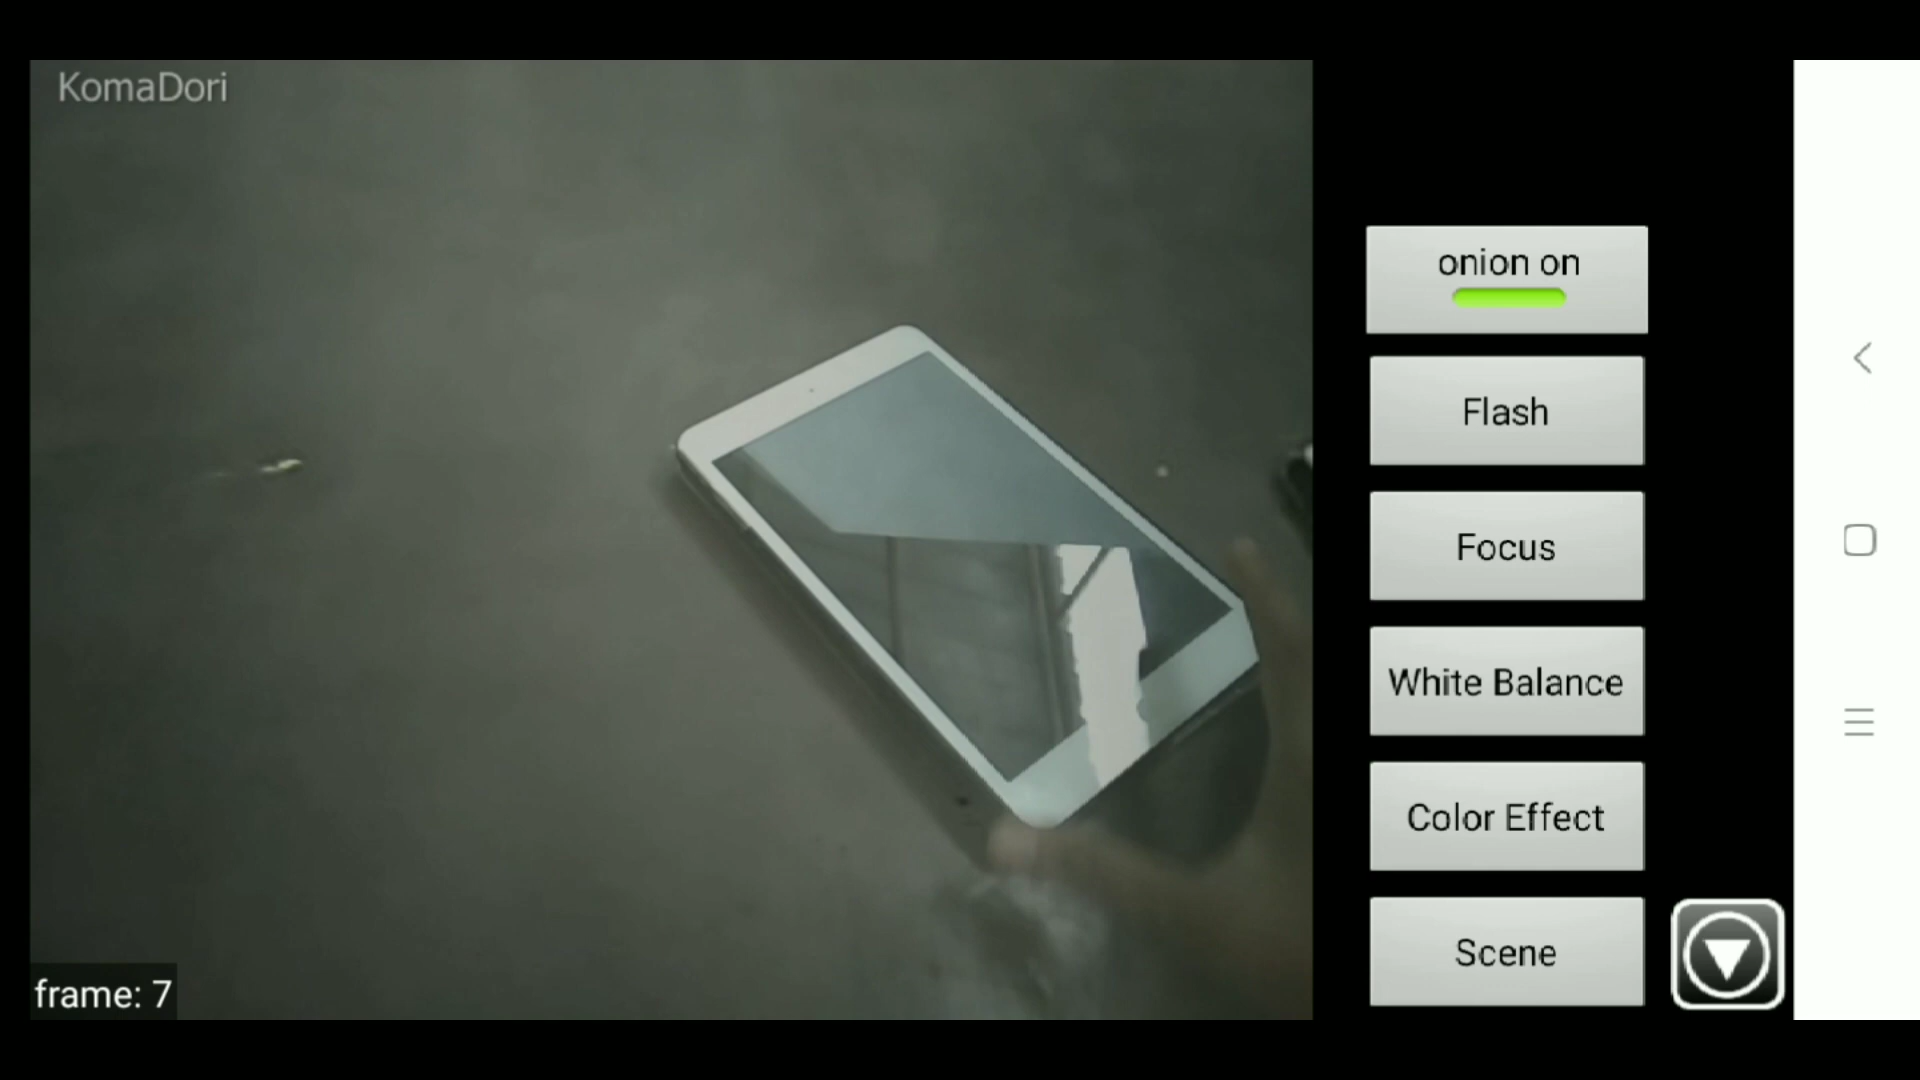 KomaDori
onion on
Flash
Focus
White Balance
Color Effect
Scene
frame: 7